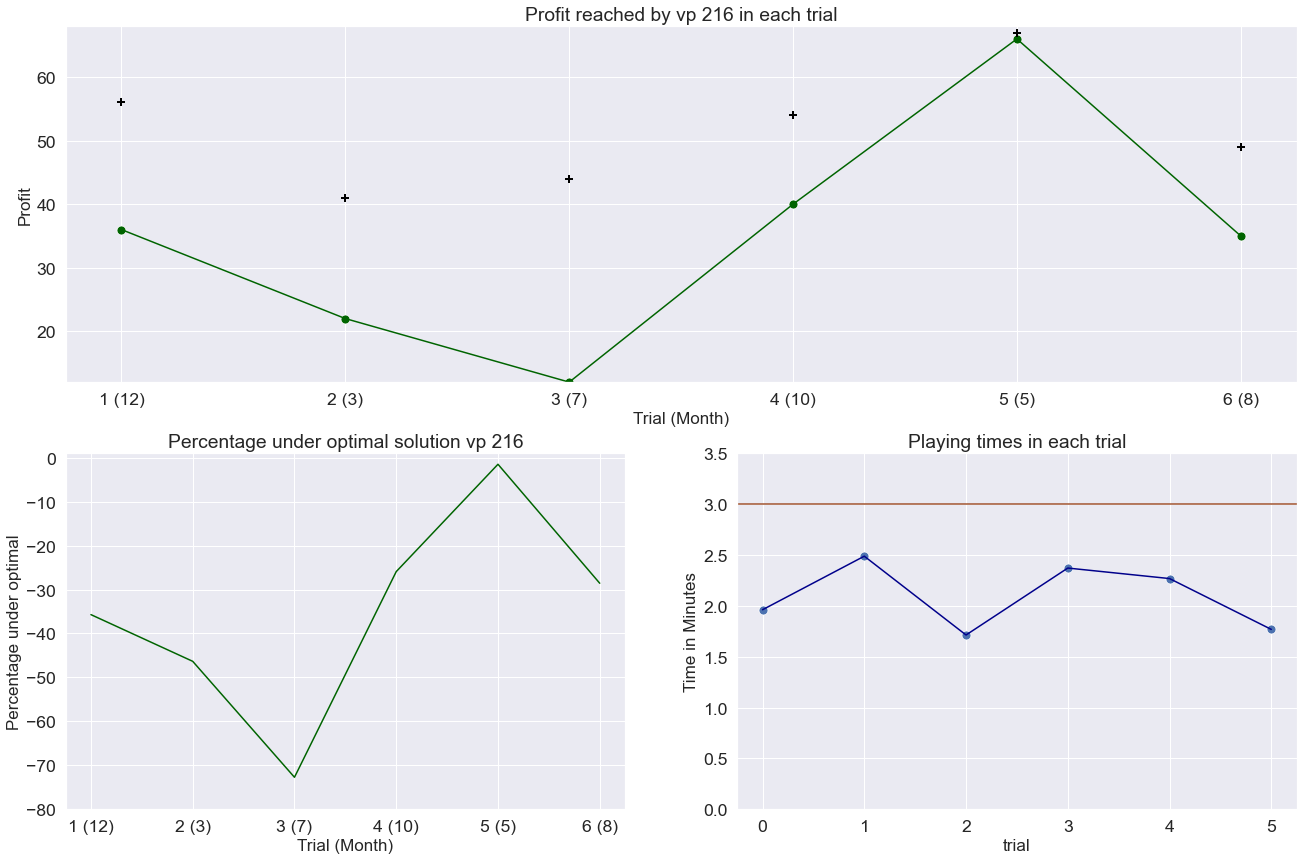 Profit reached by vp 216 in each trial
Profit
60
50
40
30
20
1 (12) 2 (3) 3 (7) 4 (10) 5 (5) 6 (8)
Trial (Month)
Percentage under optimal solution vp 216
Percentage under optimal
0
−10
−20
−30
−40
−50
−60
−70
−80
1 (12) 2 (3) 3 (7) 4 (10) 5 (5) 6 (8)
Trial (Month)
Playing times in each trial
Time in Minutes
3.5
3.0
2.5
2.0
1.5
1.0
0.5
0.0
0 1 2 3 4 5
trial